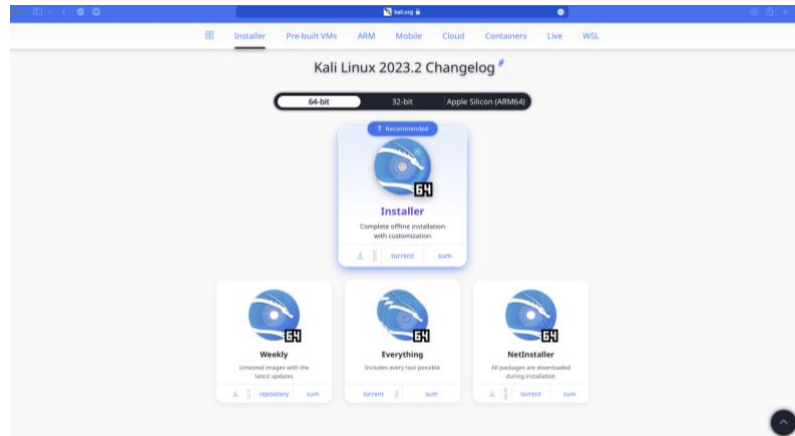 kali.org
Installer Pre-built VMs ARM Mobile Cloud Containers Live WSL
Kali Linux 2023.2 Changelog
64-bit 32-bit Apple Silicon (ARM64)
Recommended
64
Installer
Complete offline installation
with customization
torrent sum
64 64 64
Weekly Everything NetInstaller
Untested images with the Includes every tool possible All packages are downloaded
latest updates during installation
repository sum torrent sum torrent sum